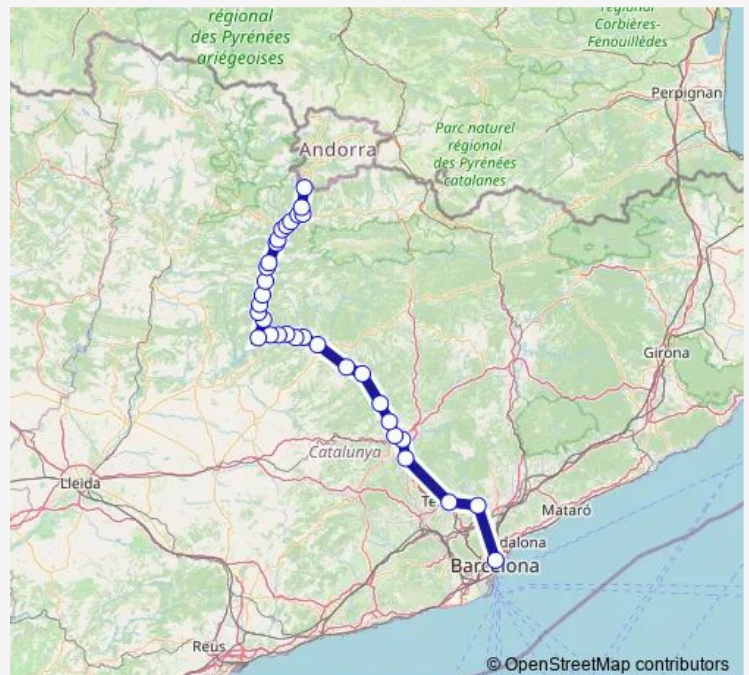 régional
des Pyrénées
ariégeoises
régional
Corbières-
Fenouillèdes
Perpignan
Parc naturel
régional
des Pyrénées
catalanes
Andorra
Girona
Catalunya
Lleida
Te
Mataró
dalona
Barcelona
Reus
© OpenStreetMap contributors